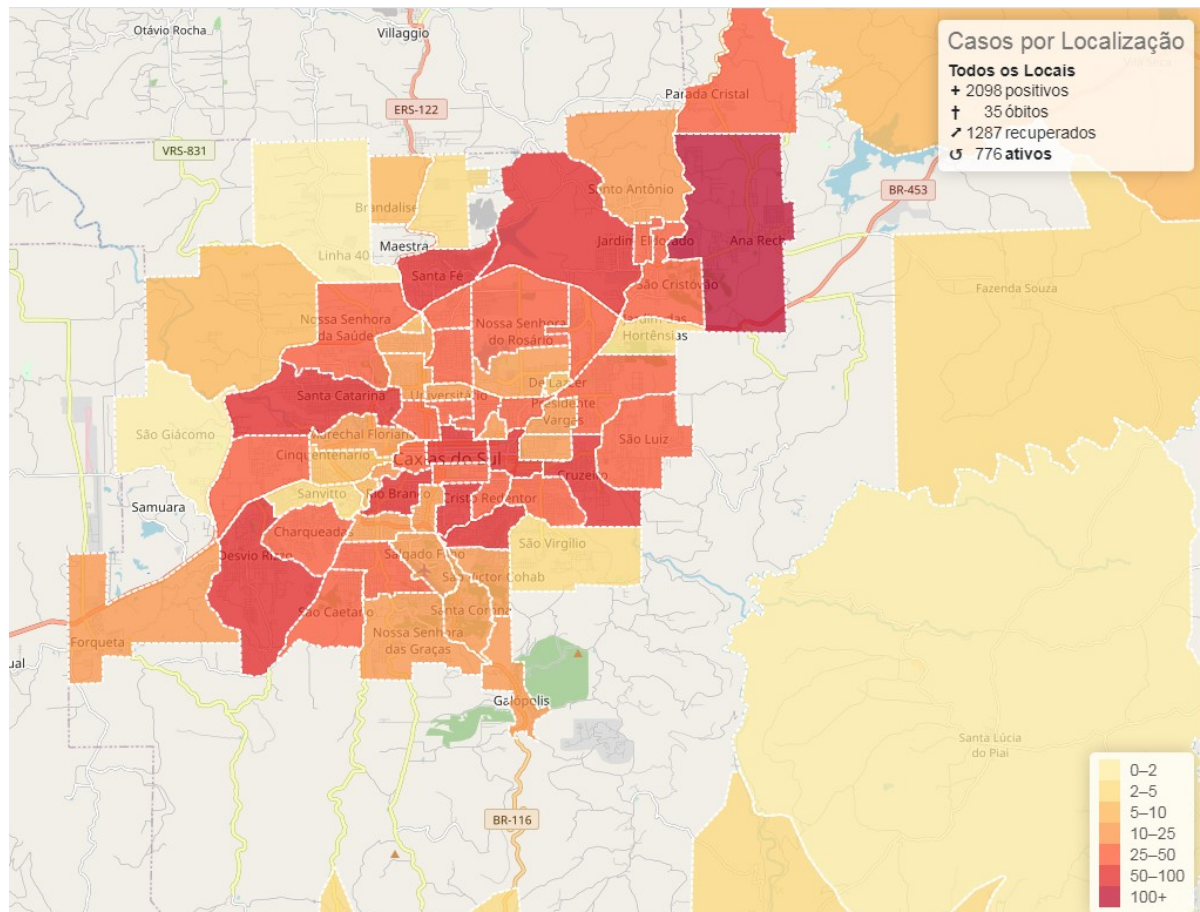 Otávio Rocha
Villaggio
Casos por Localização
Todos os Locais
+ 2098 positivos
† 35 óbitos
➚ 1287 recuperados
↺ 776 ativos
Parada Cristal
ERS-122
VRS-831
BR-453
Santo Antônio
Brandalise
Maestra
Jardim Eldorado
Ana Rech
Linha 40
Santa Fé
São Cristóvão
Fazenda Souza
Nossa Senhora
da Saúde
Nossa Senhora
do Rosário
Jardim das
Hortênsias
De Lazzer
Santa Catarina
Universitário
Presidente
Vargas
São Giácomo
Marechal Floriano
São Luiz
Cinquentenário
Caxias do Sul
Cruzeiro
Sanvitto
Rio Branco
Cristo Redentor
Samuara
Charqueadas
Desvio Rizzo
Salgado Filho
São Virgílio
São Victor Cohab
São Caetano
Santa Corona
Forqueta
Nossa Senhora
das Graças
ual
Galópolis
Santa Lúcia
do Piaí
BR-116
0–2
2–5
5–10
10–25
25–50
50–100
100+